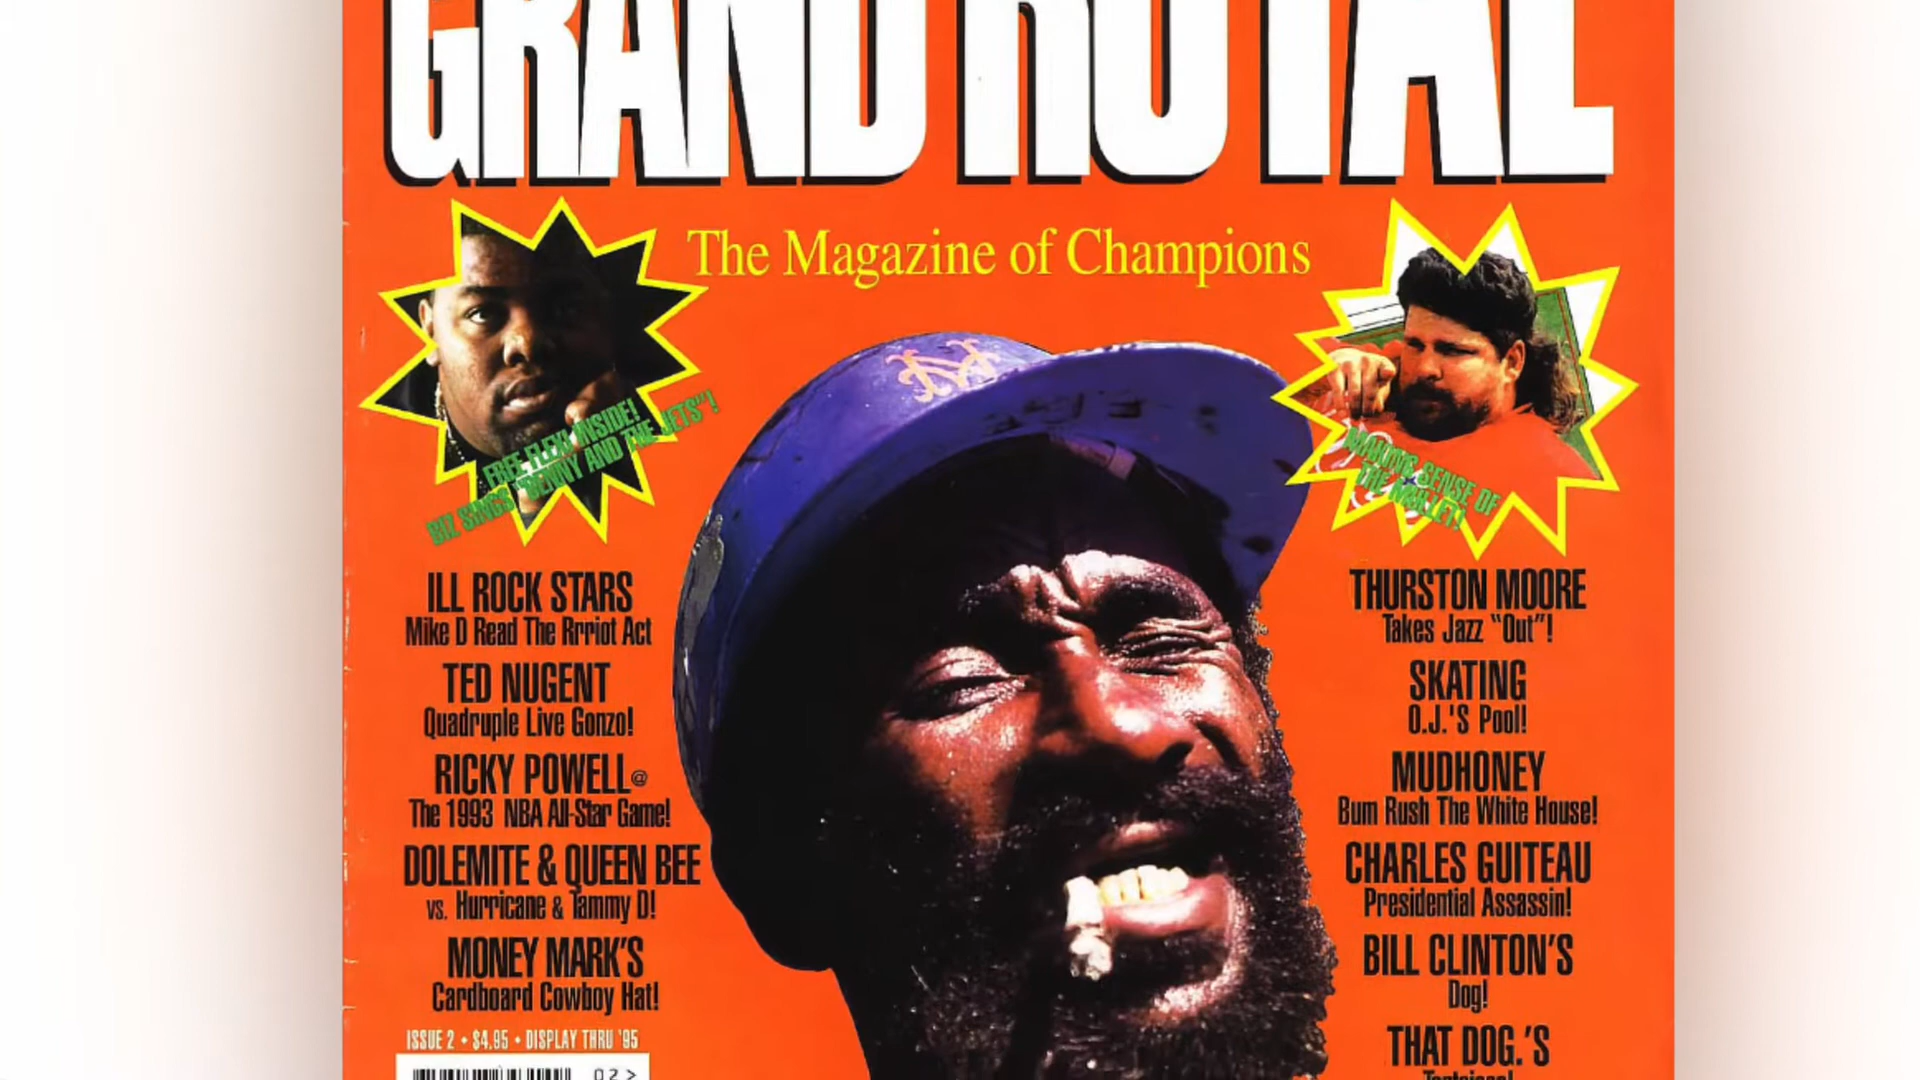 GRAND ROYAL
The Magazine of Champions
FREE FLEXI INSIDE!
BIZ SINGS "BENNY AND THE JETS"!
MAKING SENSE OF
THE MULLET!
ILL ROCK STARS
Mike D Read The Rrriot Act
TED NUGENT
Quadruple Live Gonzo!
RICKY POWELL@
The 1993 NBA All-Star Game!
DOLEMITE & QUEEN BEE
vs. Hurricane & Tammy D!
MONEY MARK'S
Cardboard Cowboy Hat!
ISSUE 2 • $4.95 • DISPLAY THRU '95
02>
THURSTON MOORE
Takes Jazz "Out"!
SKATING
O.J.'S Pool!
MUDHONEY
Bum Rush The White House!
CHARLES GUITEAU
Presidential Assassin!
BILL CLINTON'S
Dog!
THAT DOG.'S